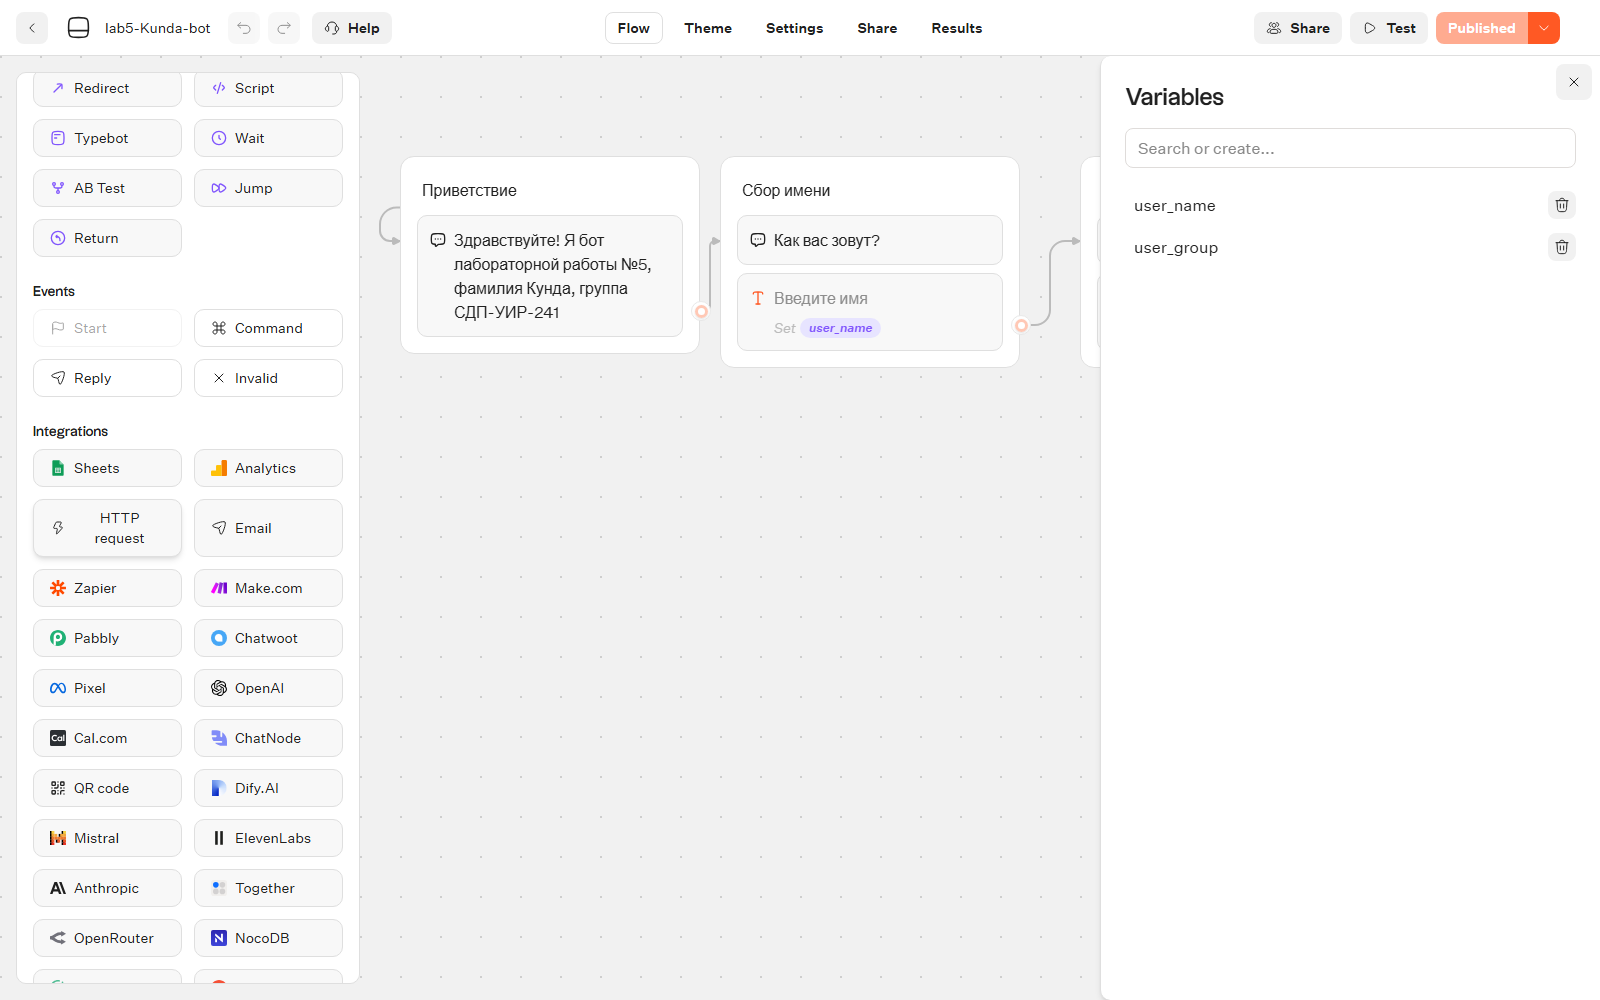 lab5-Kunda-bot
Help
Flow
Theme
Settings
Share
Results
Share
Test
Published
Redirect
Script
Typebot
Wait
AB Test
Jump
Return
Events
Start
Command
Reply
Invalid
Integrations
Sheets
Analytics
HTTP
request
Email
Zapier
Make.com
Pabbly
Chatwoot
Pixel
OpenAI
Cal
Cal.com
ChatNode
QR code
Dify.AI
Mistral
ElevenLabs
Anthropic
Together
OpenRouter
NocoDB
Приветствие
Здравствуйте! Я бот
лабораторной работы №5,
фамилия Кунда, группа
СДП-УИР-241
Сбор имени
Как вас зовут?
Введите имя
Set user_name
Variables
Search or create...
user_name
user_group